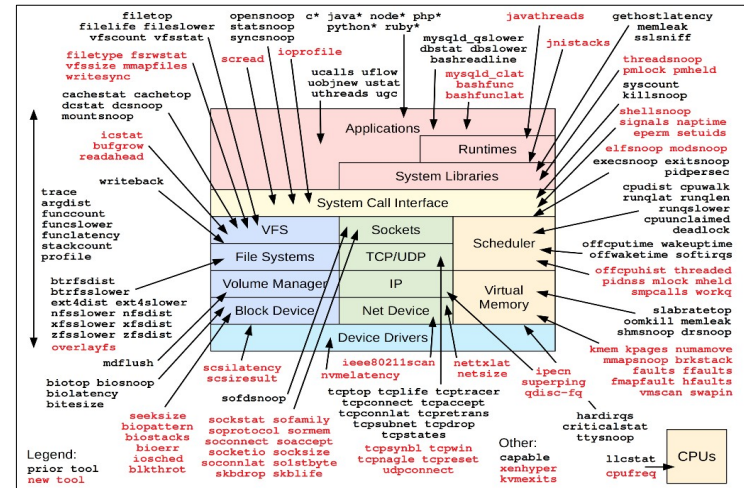 filetop
filelife fileslower
vfscount vfsstat
opensnoop
statsnoop
syncsnoop
c* java* node* php*
python* ruby*
javathreads
gethostlatency
memleak
sslsniff
filetype fsrwstat
vfssize mmapfiles
writesync
scread
ioprofile
mysqld_qslower
dbstat dbslower
bashreadline
jnistacks
ucalls uflow
uobjnew ustat
uthreads ugc
mysqld_clat
bashfunc
bashfunclat
threadsnoop
pmlock pmheld
cachestat cachetop
dcstat dcsnoop
mountsnoop
syscount
killsnoop
icstat
bufgrow
readahead
shellsnoop
signals naptime
eperm setuids
elfsnoop modsnoop
execsnoop exitsnoop
pidpersec
writeback
Applications
Runtimes
System Libraries
System Call Interface
VFS
Sockets
Scheduler
File Systems
TCP/UDP
Volume Manager
IP
Virtual
Memory
Block Device
Net Device
Device Drivers
trace
argdist
funccount
funcslower
funclatency
stackcount
profile
cpudist cpuwalk
runqlat runqlen
runqslower
cpuunclaimed
deadlock
offcputime wakeuptime
offwaketime softirqs
offcpuhist threaded
pidnss mlock mheld
smpcalls workq
btrfsdist
btrfsslower
ext4dist ext4slower
nfsslower nfsdist
xfsslower xfsdist
zfsslower zfsdist
overlayfs
slabratetop
oomkill memleak
shmsnoop drsnoop
kmem kpages numamove
mmapsnoop brkstack
faults ffaults
fmapfault hfaults
vmscan swapin
mdflush
scsilatency
scsiresult
ieee80211scan
nvmelatency
nettxlat
netsize
ipecn
superping
qdisc-fq
biotop biosnoop
biolatency
bitesize
sofdsnoop
tcptop tcplife tcptracer
tcpconnect tcpaccept
tcpconnlat tcpretrans
tcpsubnet tcpdrop
tcpstates
hardirqs
criticalstat
ttysnoop
seeksize
biopattern
biostacks
bioerr
iosched
blkthrot
sockstat sofamily
soprotocol sormem
soconnect soaccept
socketio socksize
soconnlat so1stbyte
skbdrop skblife
tcpsynbl tcpwin
tcpnagle tcpreset
udpconnect
Legend:
prior tool
new tool
Other:
capable
xenhyper
kvmexits
llcstat
cpufreq
CPUs